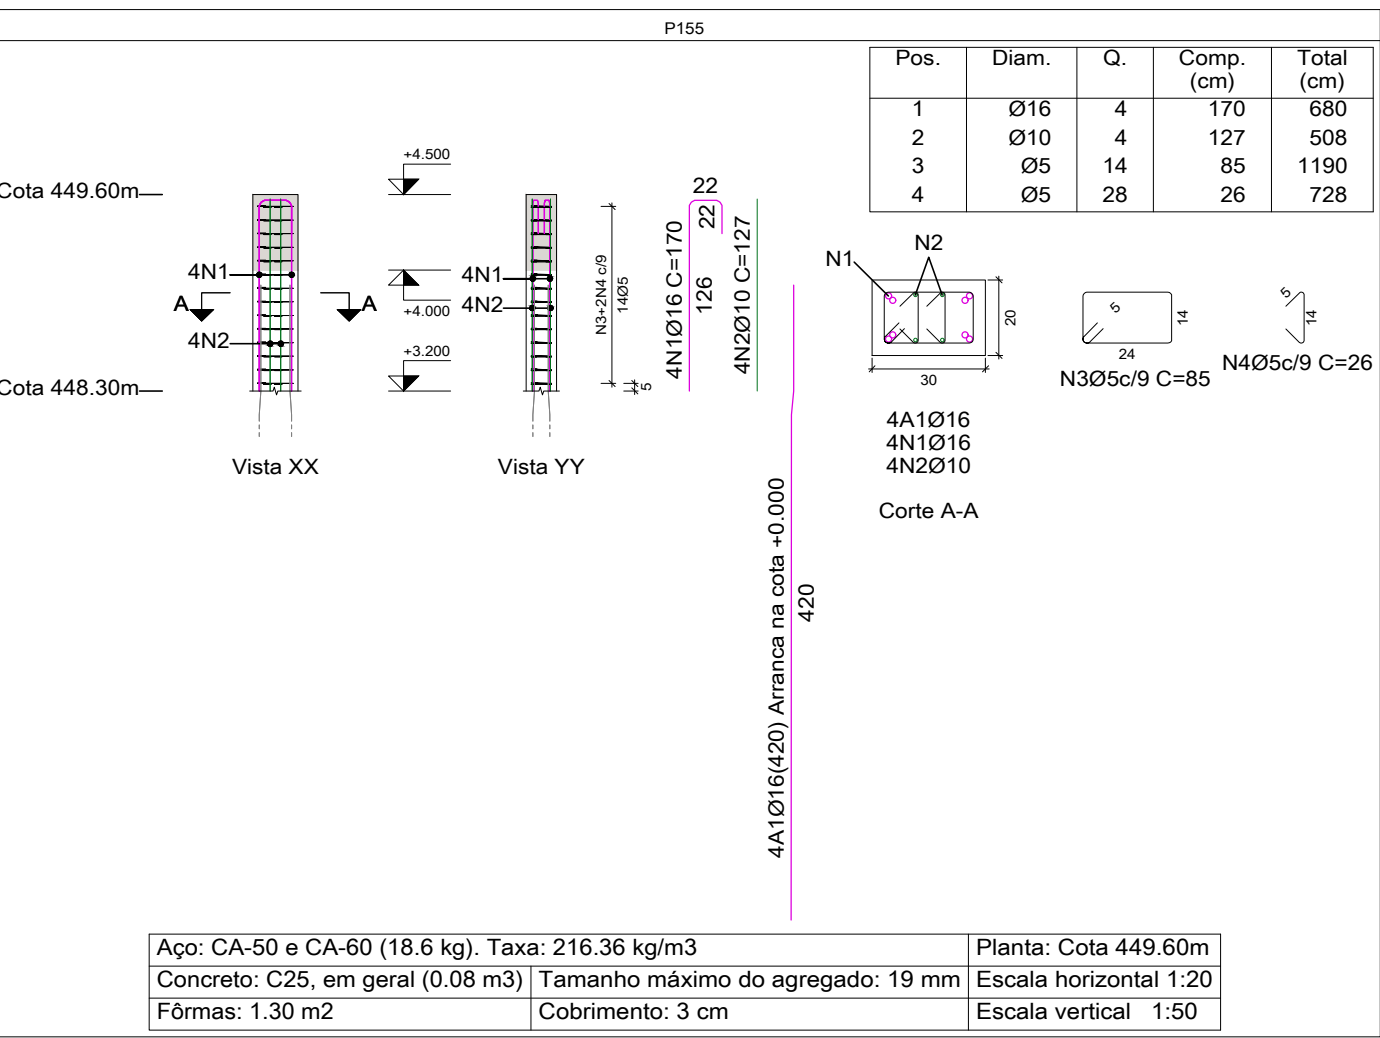 P155
Pos. Diam. Q. Comp. (cm) Total (cm)
1 Ø16 4 170 680
2 Ø10 4 127 508
3 Ø5 14 85 1190
4 Ø5 28 26 728
Cota 449.60m
4N1
A A
4N2
Cota 448.30m
Vista XX
+4.500
+4.000
+3.200
4N1
4N2
Vista YY
N3+2N4 c/9
14Ø5
5
22
22
126
4N1Ø16 C=170
4N2Ø10 C=127
4A1Ø16(420) Arranca na cota +0.000
420
N1
N2
20
30
4A1Ø16
4N1Ø16
4N2Ø10
Corte A-A
5
14
24
N3Ø5c/9 C=85
5
14
N4Ø5c/9 C=26
Aço: CA-50 e CA-60 (18.6 kg). Taxa: 216.36 kg/m3
Planta: Cota 449.60m
Concreto: C25, em geral (0.08 m3)
Tamanho máximo do agregado: 19 mm
Escala horizontal 1:20
Fôrmas: 1.30 m2
Cobrimento: 3 cm
Escala vertical 1:50